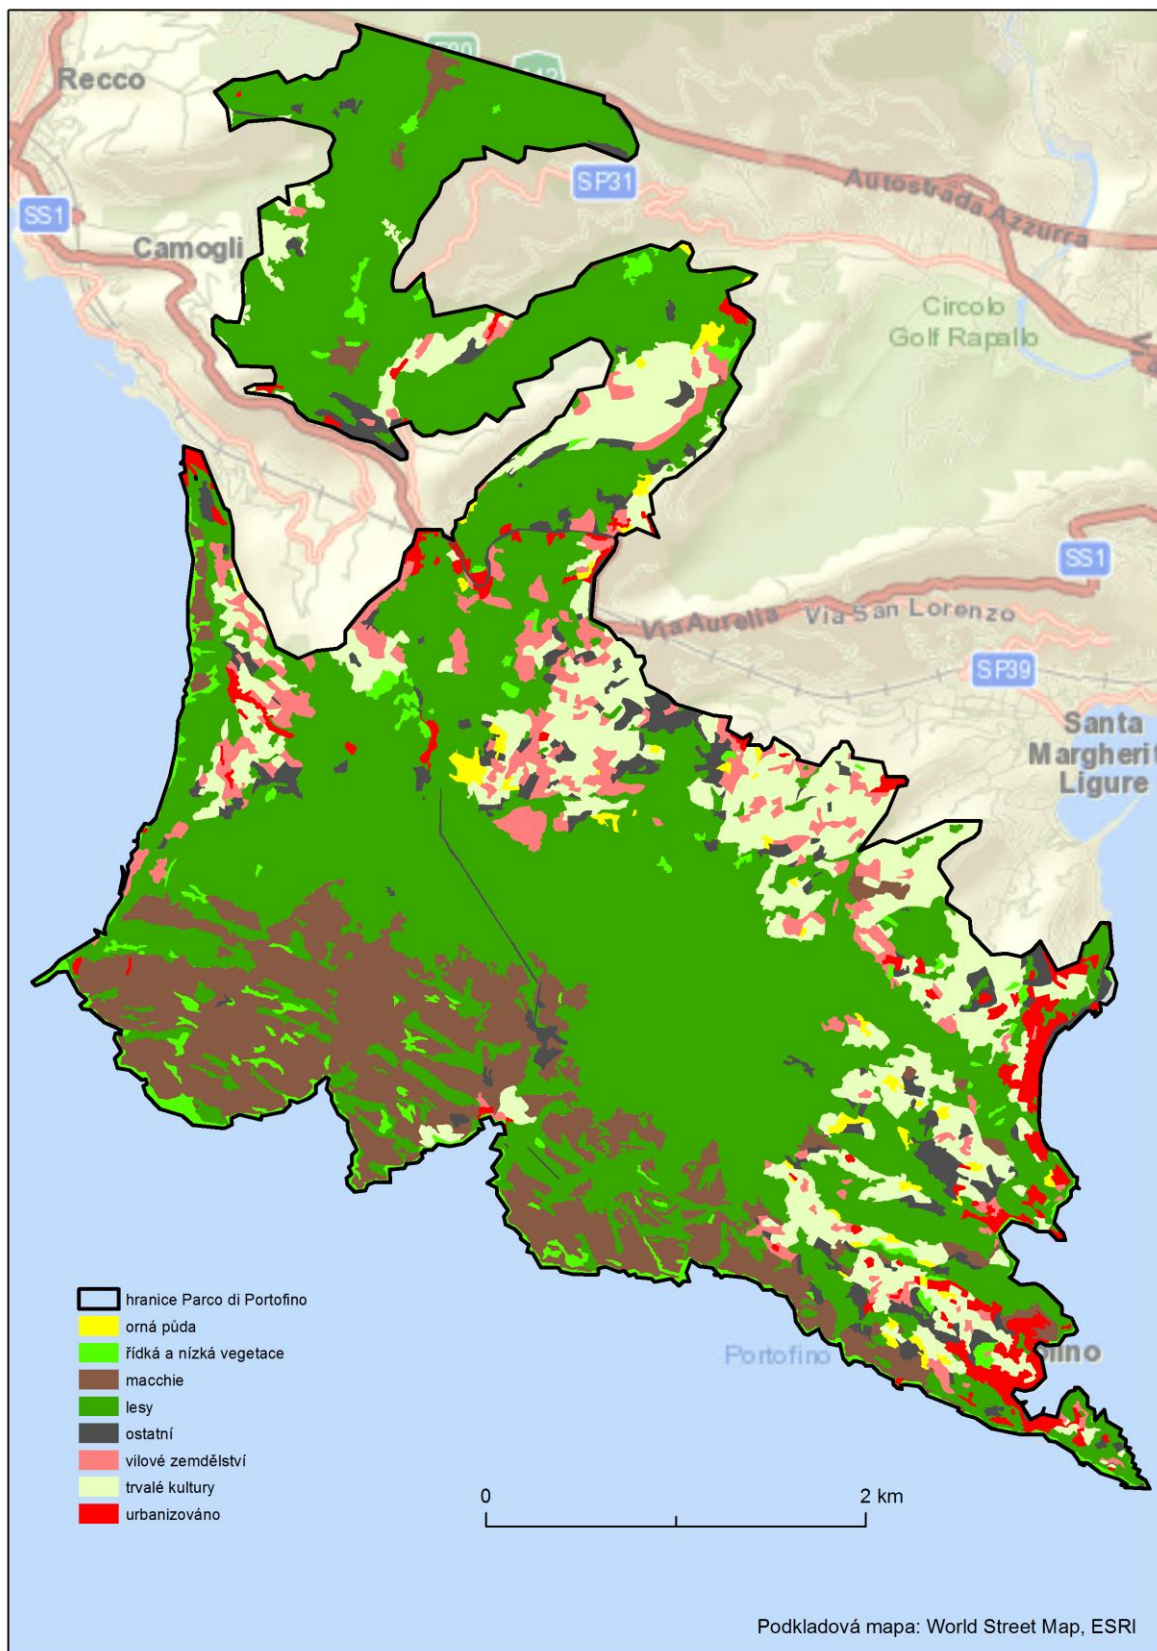 Recco
SP31
Autostrada Azzurra
SS1
Camogli
Circolo
Golf Rapallo
SS1
Via Aurelia
Via San Lorenzo
SP39
Santa
Margherit
Ligure
Portofino
hranice Parco di Portofino
orná půda
řídká a nízká vegetace
macchie
lesy
ostatní
vilové zemdělství
trvalé kultury
urbanizováno
0
2 km
Podkladová mapa: World Street Map, ESRI